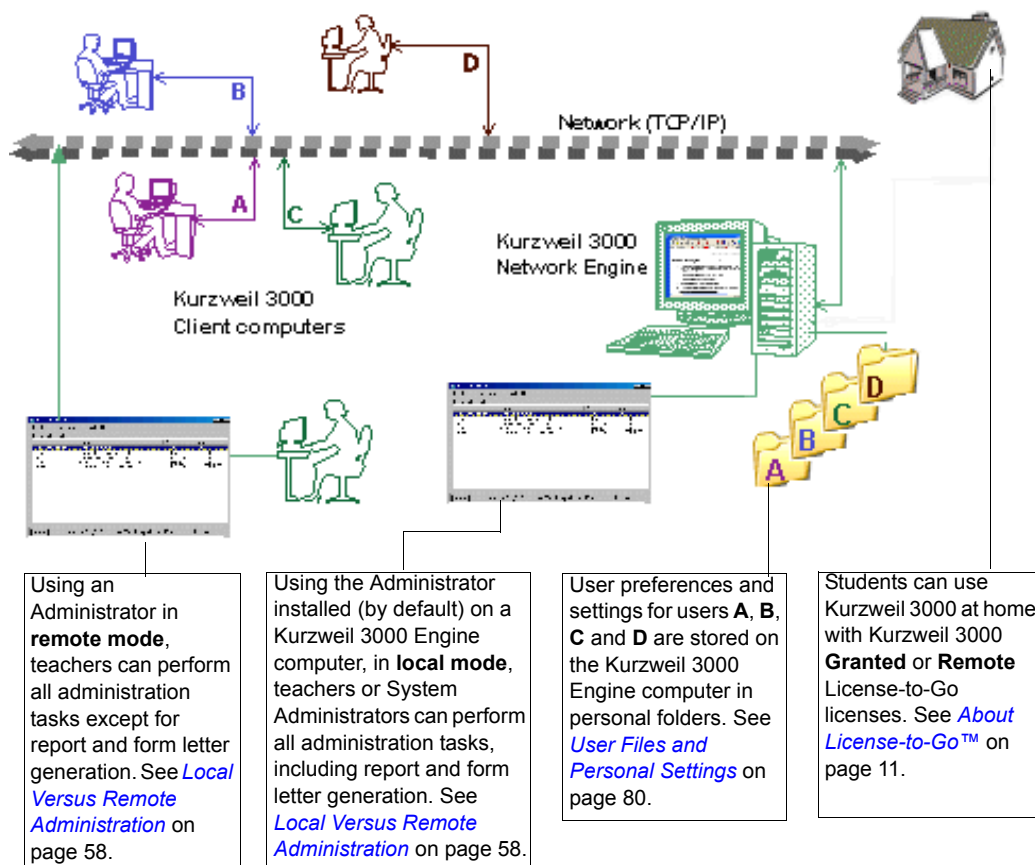 B
D
Network (TCP/IP)
A
C
Kurzweil 3000
Network Engine
Kurzweil 3000
Client computers
D
C
B
A
Using an
Administrator in
remote mode,
teachers can perform
all administration
tasks except for
report and form letter
generation. See Local
Versus Remote
Administration on
page 58.
Using the Administrator
installed (by default) on a
Kurzweil 3000 Engine
computer, in local mode,
teachers or System
Administrators can perform
all administration tasks,
including report and form
letter generation. See
Local Versus Remote
Administration on page 58.
User preferences and
settings for users A, B,
C and D are stored on
the Kurzweil 3000
Engine computer in
personal folders. See
User Files and
Personal Settings on
page 80.
Students can use
Kurzweil 3000 at home
with Kurzweil 3000
Granted or Remote
License-to-Go
licenses. See About
License-to-Go™ on
page 11.